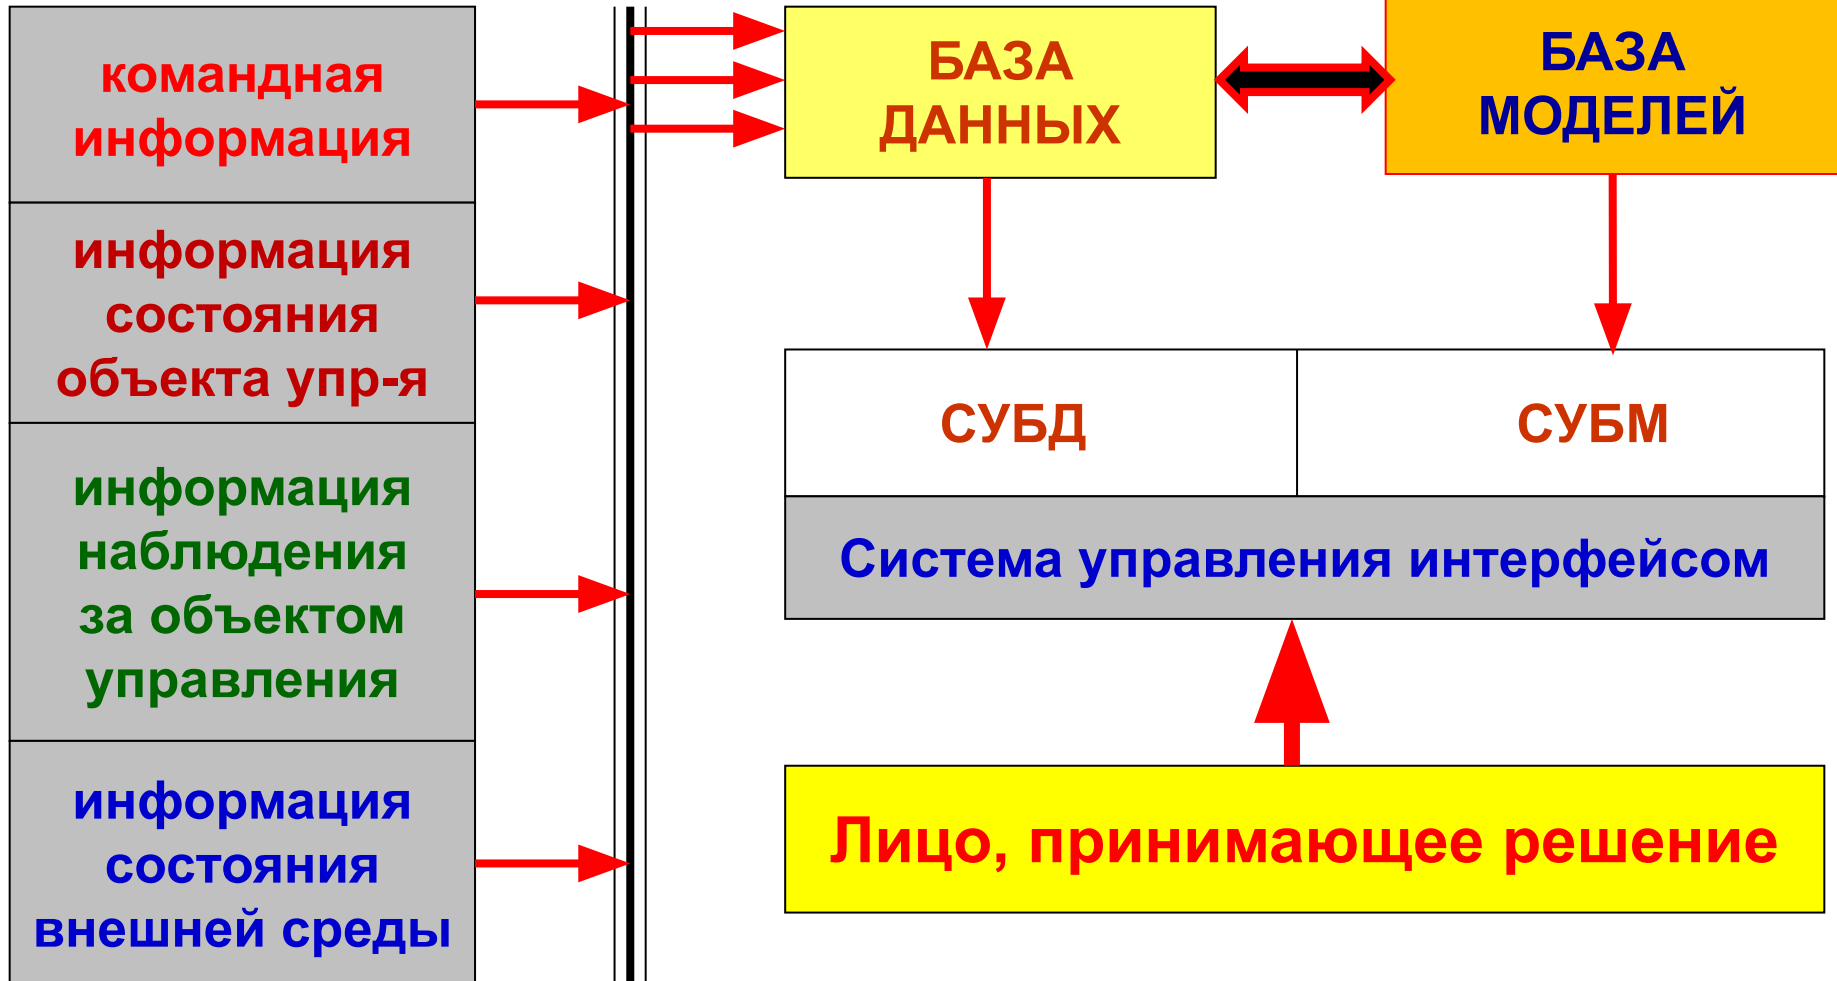 командная
информация
информация
состояния
объекта упр-я
информация
наблюдения
за объектом
управления
информация
состояния
внешней среды
БАЗА
ДАННЫХ
БАЗА
МОДЕЛЕЙ
СУБД
СУБМ
Система управления интерфейсом
Лицо, принимающее решение